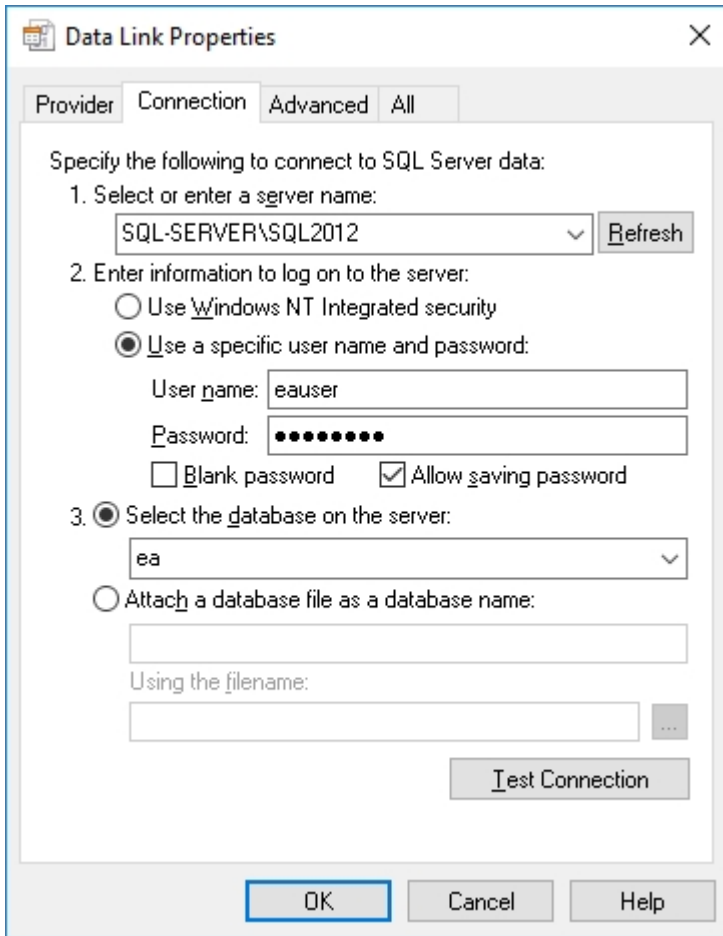 Data Link Properties
Provider Connection Advanced All
Specify the following to connect to SQL Server data:
1. Select or enter a server name:
SQL-SERVER\SQL2012 Refresh
2. Enter information to log on to the server:
Use Windows NT Integrated security
Use a specific user name and password:
User name: eauser
Password: ●●●●●●●●
Blank password Allow saving password
3. Select the database on the server:
ea
Attach a database file as a database name:
Using the filename:
...
Test Connection
OK Cancel Help